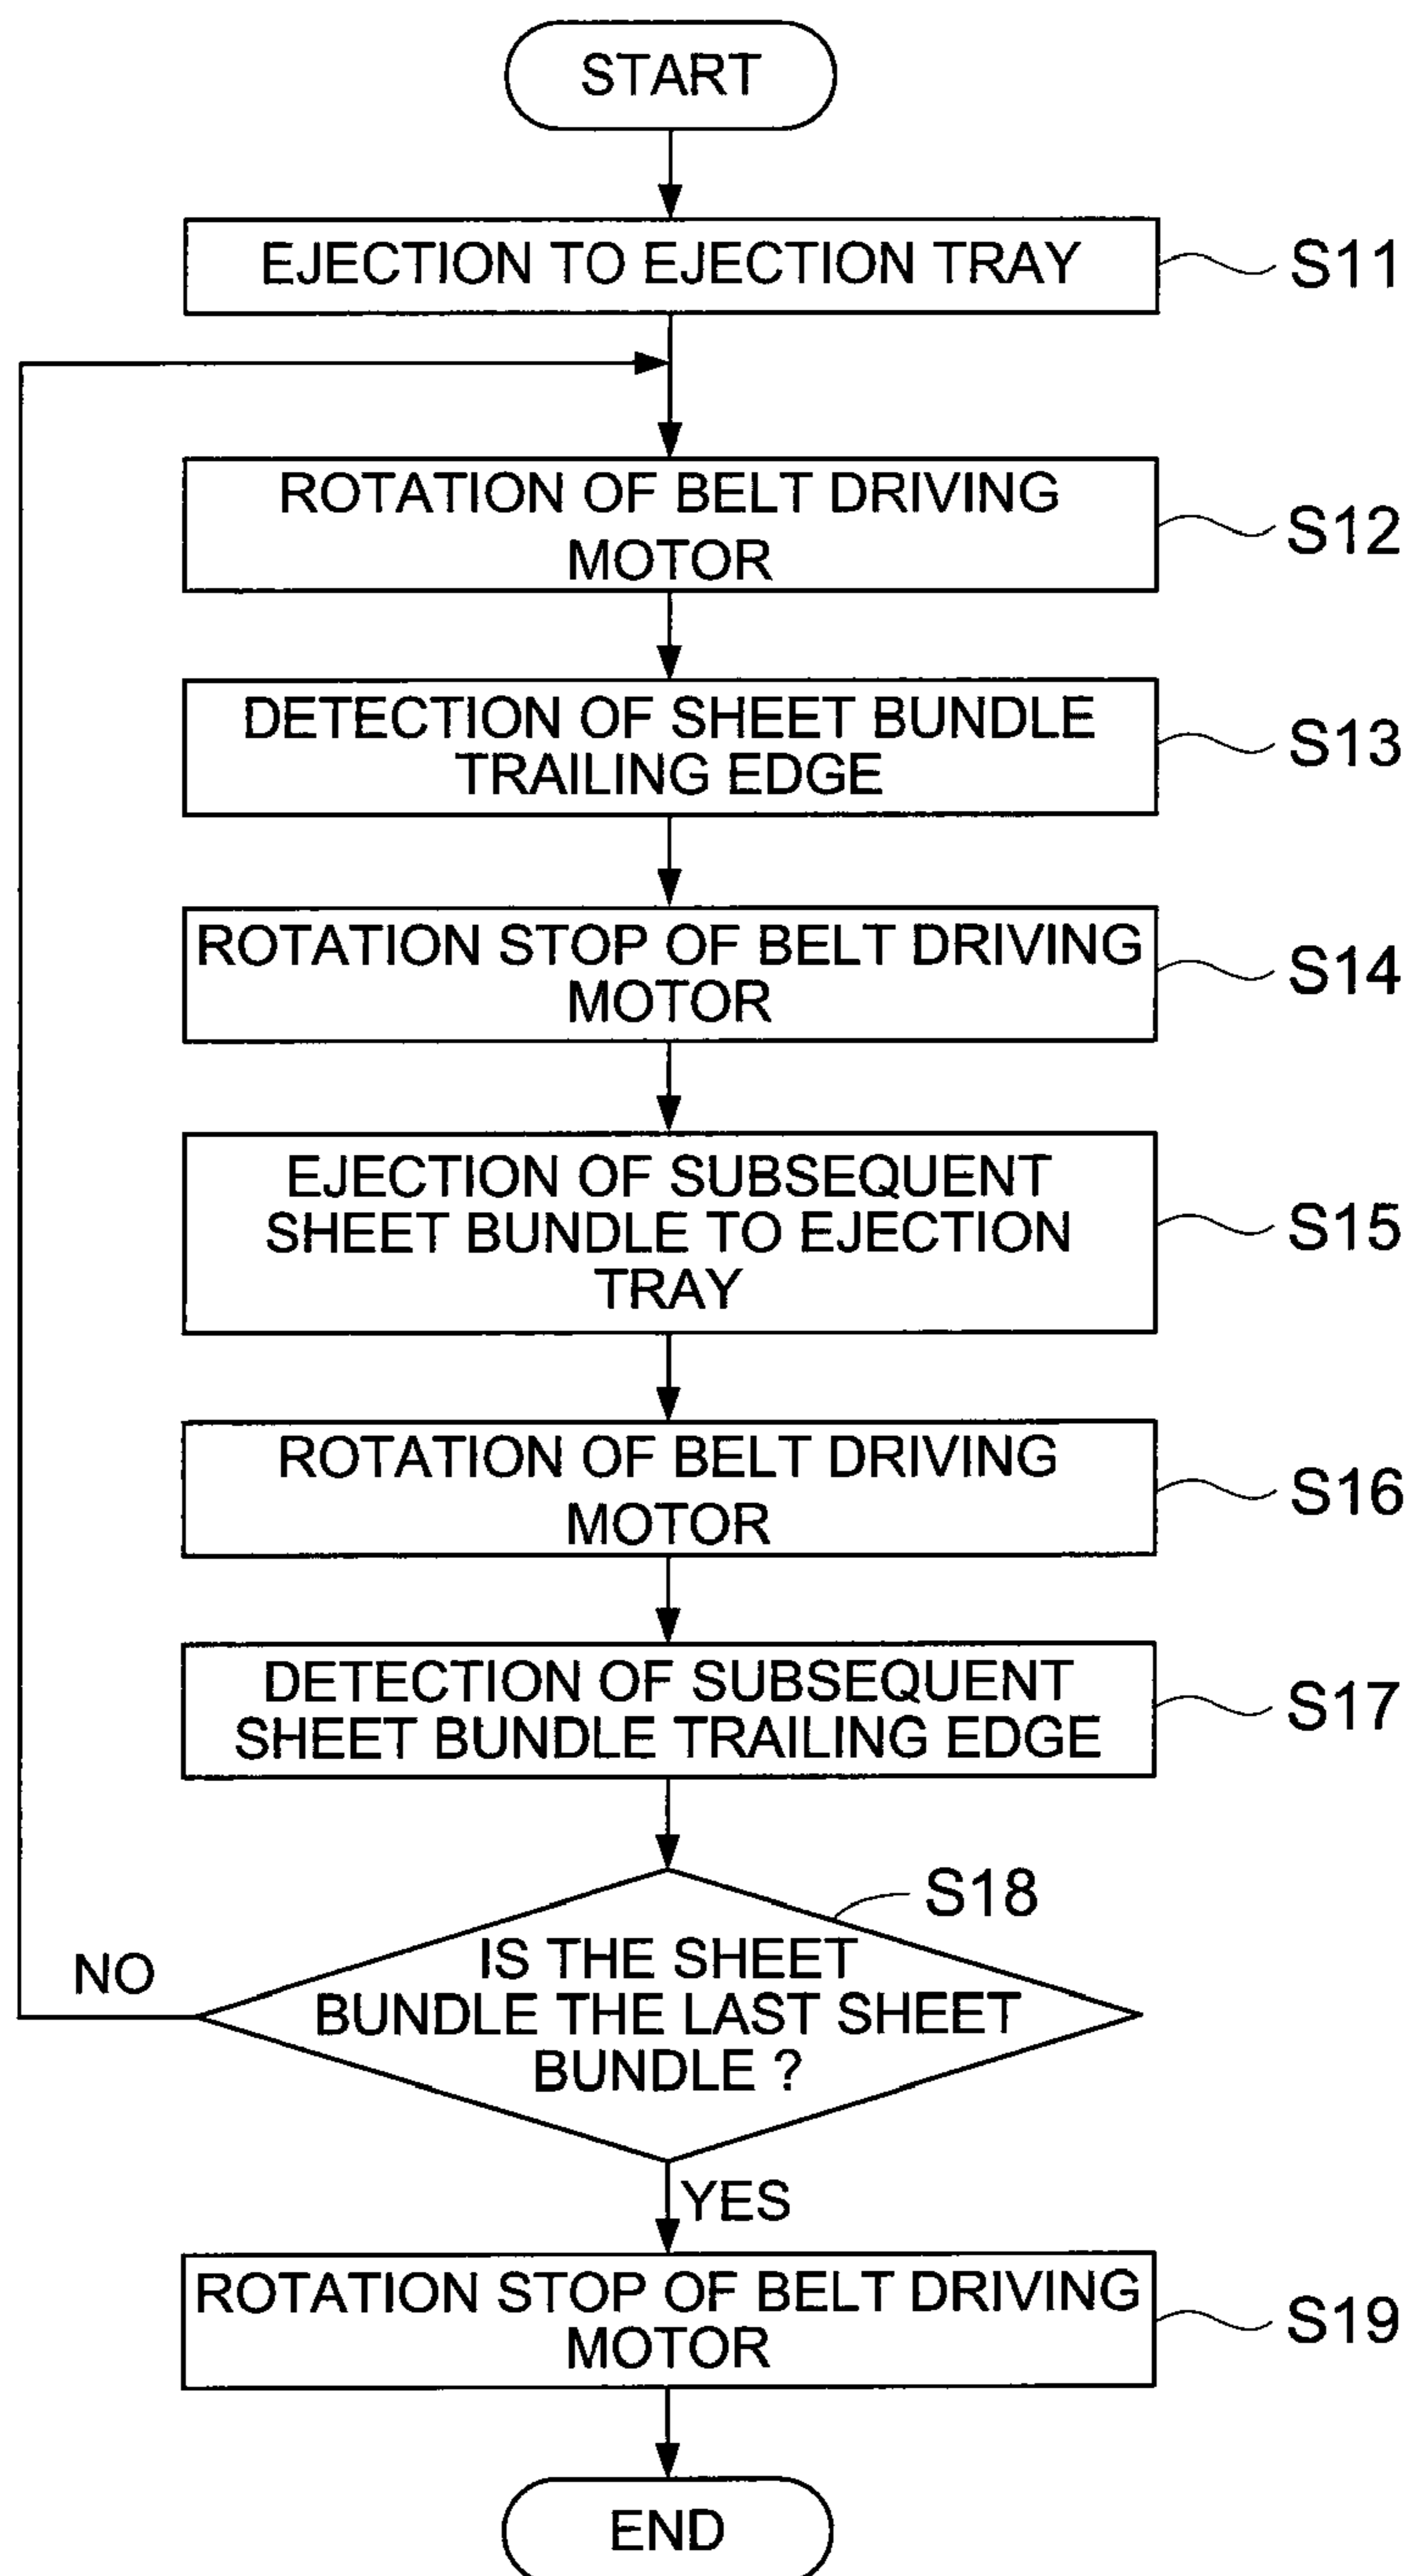 START
EJECTION TO EJECTION TRAY
S11
ROTATION OF BELT DRIVING
MOTOR
S12
DETECTION OF SHEET BUNDLE
TRAILING EDGE
S13
ROTATION STOP OF BELT DRIVING
MOTOR
S14
EJECTION OF SUBSEQUENT
SHEET BUNDLE TO EJECTION
TRAY
S15
ROTATION OF BELT DRIVING
MOTOR
S16
DETECTION OF SUBSEQUENT
SHEET BUNDLE TRAILING EDGE
S17
S18
IS THE SHEET
BUNDLE THE LAST SHEET
BUNDLE ?
NO
YES
ROTATION STOP OF BELT DRIVING
MOTOR
S19
END